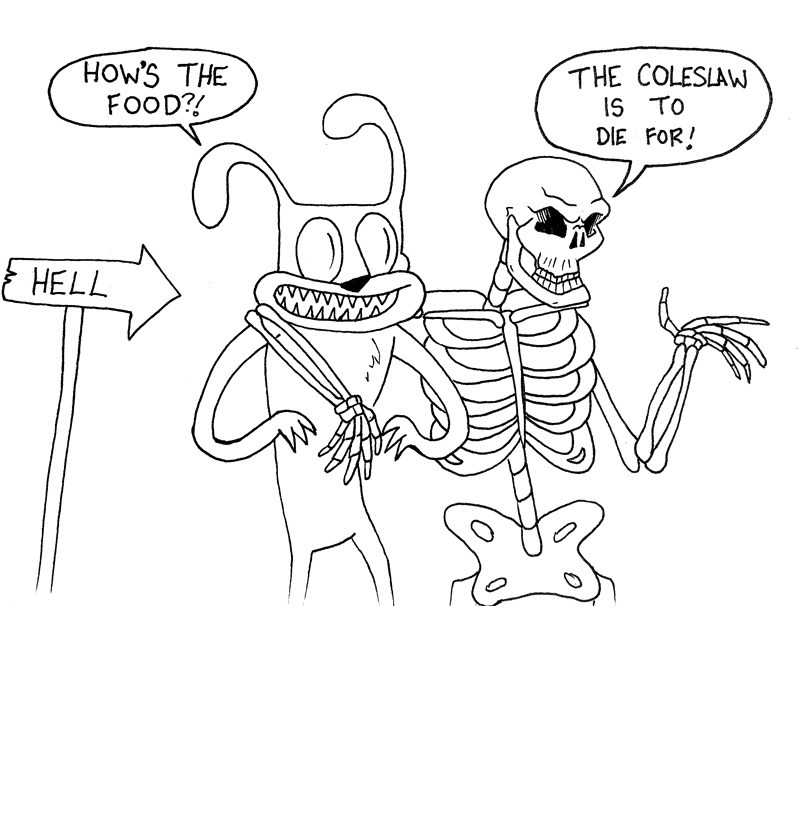 HOW'S THE
FOOD?!
THE COLESLAW
IS TO
DIE FOR!
HELL